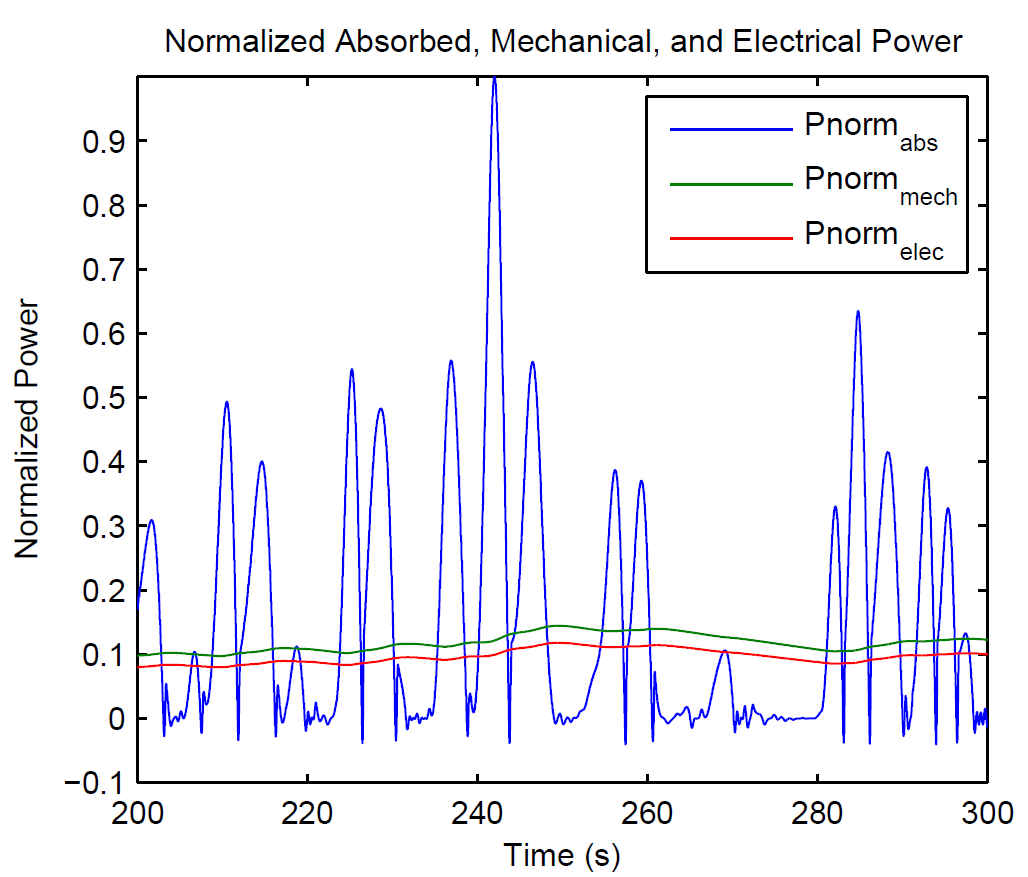 Normalized Absorbed, Mechanical, and Electrical Power
Pnorm_abs
Pnorm_mech
Pnorm_elec
Normalized Power
0.9
0.8
0.7
0.6
0.5
0.4
0.3
0.2
0.1
0
−0.1
200 220 240 260 280 300
Time (s)